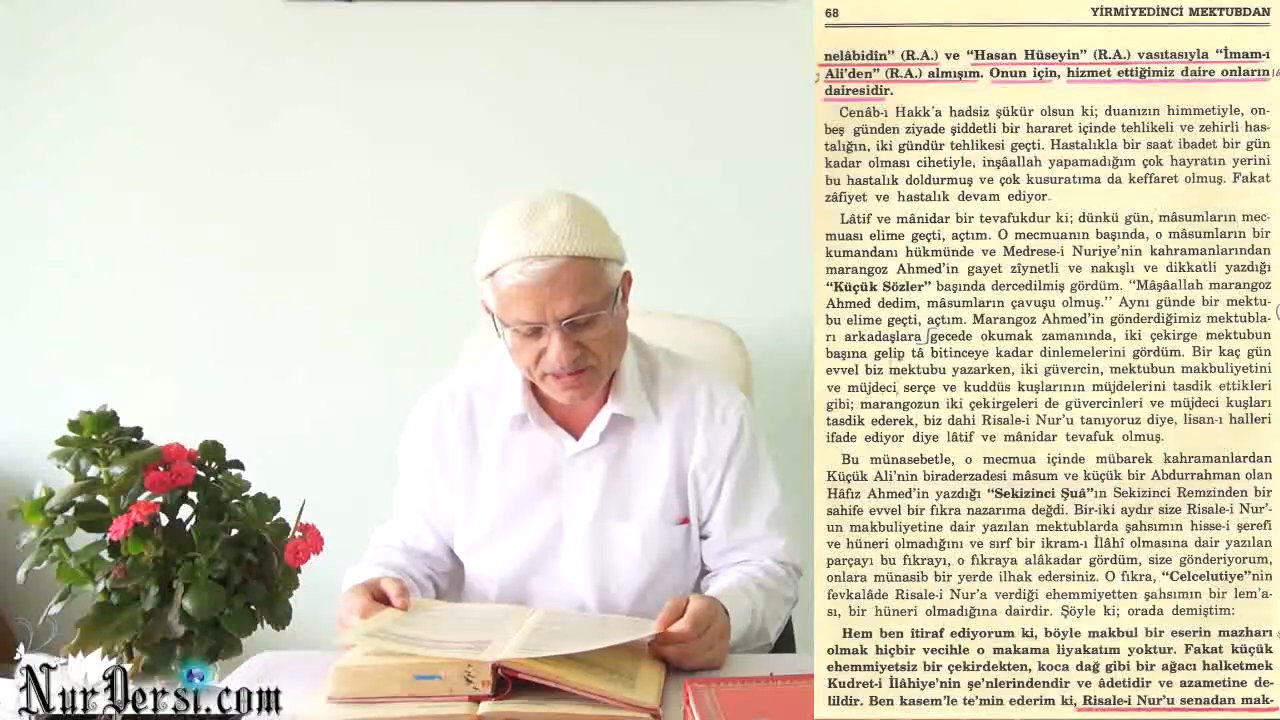 68 YİRMİYEDİNCİ MEKTUBDAN
nelâbidîn" (R.A.) ve "Hasan Hüseyin" (R.A.) vasıtasıyla "İmam-ı
Ali'den" (R.A.) almışım. Onun için, hizmet ettiğimiz daire onların
dairesidir.
Cenâb-ı Hakk'a hadsiz şükür olsun ki; duanızın himmetiyle, on-
beş günden ziyade şiddetli bir hararet içinde tehlikeli ve zehirli has-
talığın, iki gündür tehlikesi geçti. Hastalıkla bir saat ibadet bir gün
kadar olması cihetiyle, inşâallah yapamadığım çok hayratın yerini
bu hastalık doldurmuş ve çok kusuratıma da keffaret olmuş. Fakat
zâfiyet ve hastalık devam ediyor.
Lâtif ve mânidar bir tevafukdur ki; dünkü gün, mâsumların mec-
muası elime geçti, açtım. O mecmuanın başında, o mâsumların bir
kumandanı hükmünde ve Medrese-i Nuriye'nin kahramanlarından
marangoz Ahmed'in gayet zîynetli ve nakışlı ve dikkatli yazdığı
"Küçük Sözler" başında dercedilmiş gördüm. "Mâşâallah marangoz
Ahmed dedim, mâsumların çavuşu olmuş." Aynı günde bir mektu-
bu elime geçti, açtım. Marangoz Ahmed'in gönderdiğimiz mektubla-
rı arkadaşlara gecede okumak zamanında, iki çekirge mektubun
başına gelip tâ bitinceye kadar dinlemelerini gördüm. Bir kaç gün
evvel biz mektubu yazarken, iki güvercin, mektubun makbuliyetini
ve müjdeci serçe ve kuddüs kuşlarının müjdelerini tasdik ettikleri
gibi; marangozun iki çekirgeleri de güvercinleri ve müjdeci kuşları
tasdik ederek, biz dahi Risale-i Nur'u tanıyoruz diye, lisan-ı halleri
ifade ediyor diye lâtif ve mânidar tevafuk olmuş.
Bu münasebetle, o mecmua içinde mübarek kahramanlardan
Küçük Ali'nin biraderzadesi mâsum ve küçük bir Abdurrahman olan
Hâfız Ahmed'in yazdığı "Sekizinci Şuâ"ın Sekizinci Remzinden bir
sahife evvel bir fıkra nazarıma değdi. Bir-iki aydır size Risale-i Nur'-
un makbuliyetine dair yazılan mektublarda şahsımın hisse-i şerefi
ve hüneri olmadığını ve sırf bir ikram-ı İlâhî olmasına dair yazılan
parçayı bu fıkrayı, o fıkraya alâkadar gördüm, size gönderiyorum,
onlara münasib bir yerde ilhak edersiniz. O fıkra, "Celcelutiye"nin
fevkalâde Risale-i Nur'a verdiği ehemmiyetten şahsımın bir lem'a-
sı, bir hüneri olmadığına dairdir. Şöyle ki; orada demiştim:
Hem ben îtiraf ediyorum ki, böyle makbul bir eserin mazharı
olmak hiçbir vecihle o makama liyakatım yoktur. Fakat küçük
ehemmiyetsiz bir çekirdekten, koca dağ gibi bir ağacı halketmek
Kudret-i İlâhiye'nin şe'nlerindendir ve âdetidir ve azametine de-
lildir. Ben kasem'le te'min ederim ki, Risale-i Nur'u senadan mak-
NurDersi.com